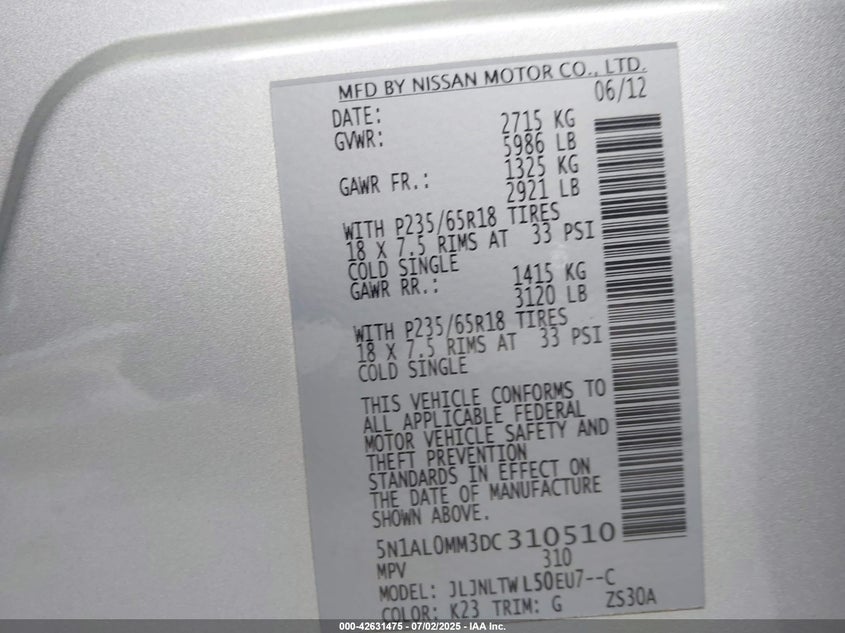 MFD BY NISSAN MOTOR CO., LTD.
DATE: 06/12
GVWR: 2715 KG
5986 LB
GAWR FR.: 1325 KG
2921 LB
WITH P235/65R18 TIRES
18 X 7.5 RIMS AT 33 PSI
COLD SINGLE
GAWR RR.: 1415 KG
3120 LB
WITH P235/65R18 TIRES
18 X 7.5 RIMS AT 33 PSI
COLD SINGLE
THIS VEHICLE CONFORMS TO
ALL APPLICABLE FEDERAL
MOTOR VEHICLE SAFETY AND
THEFT PREVENTION
STANDARDS IN EFFECT ON
THE DATE OF MANUFACTURE
SHOWN ABOVE.
5N1AL0MM3DC310510
MPV 310
MODEL: JLJNLTWL50EU7--C
COLOR: K23 TRIM: G ZS30A
000-42631475 - 07/02/2025 - IAA Inc.